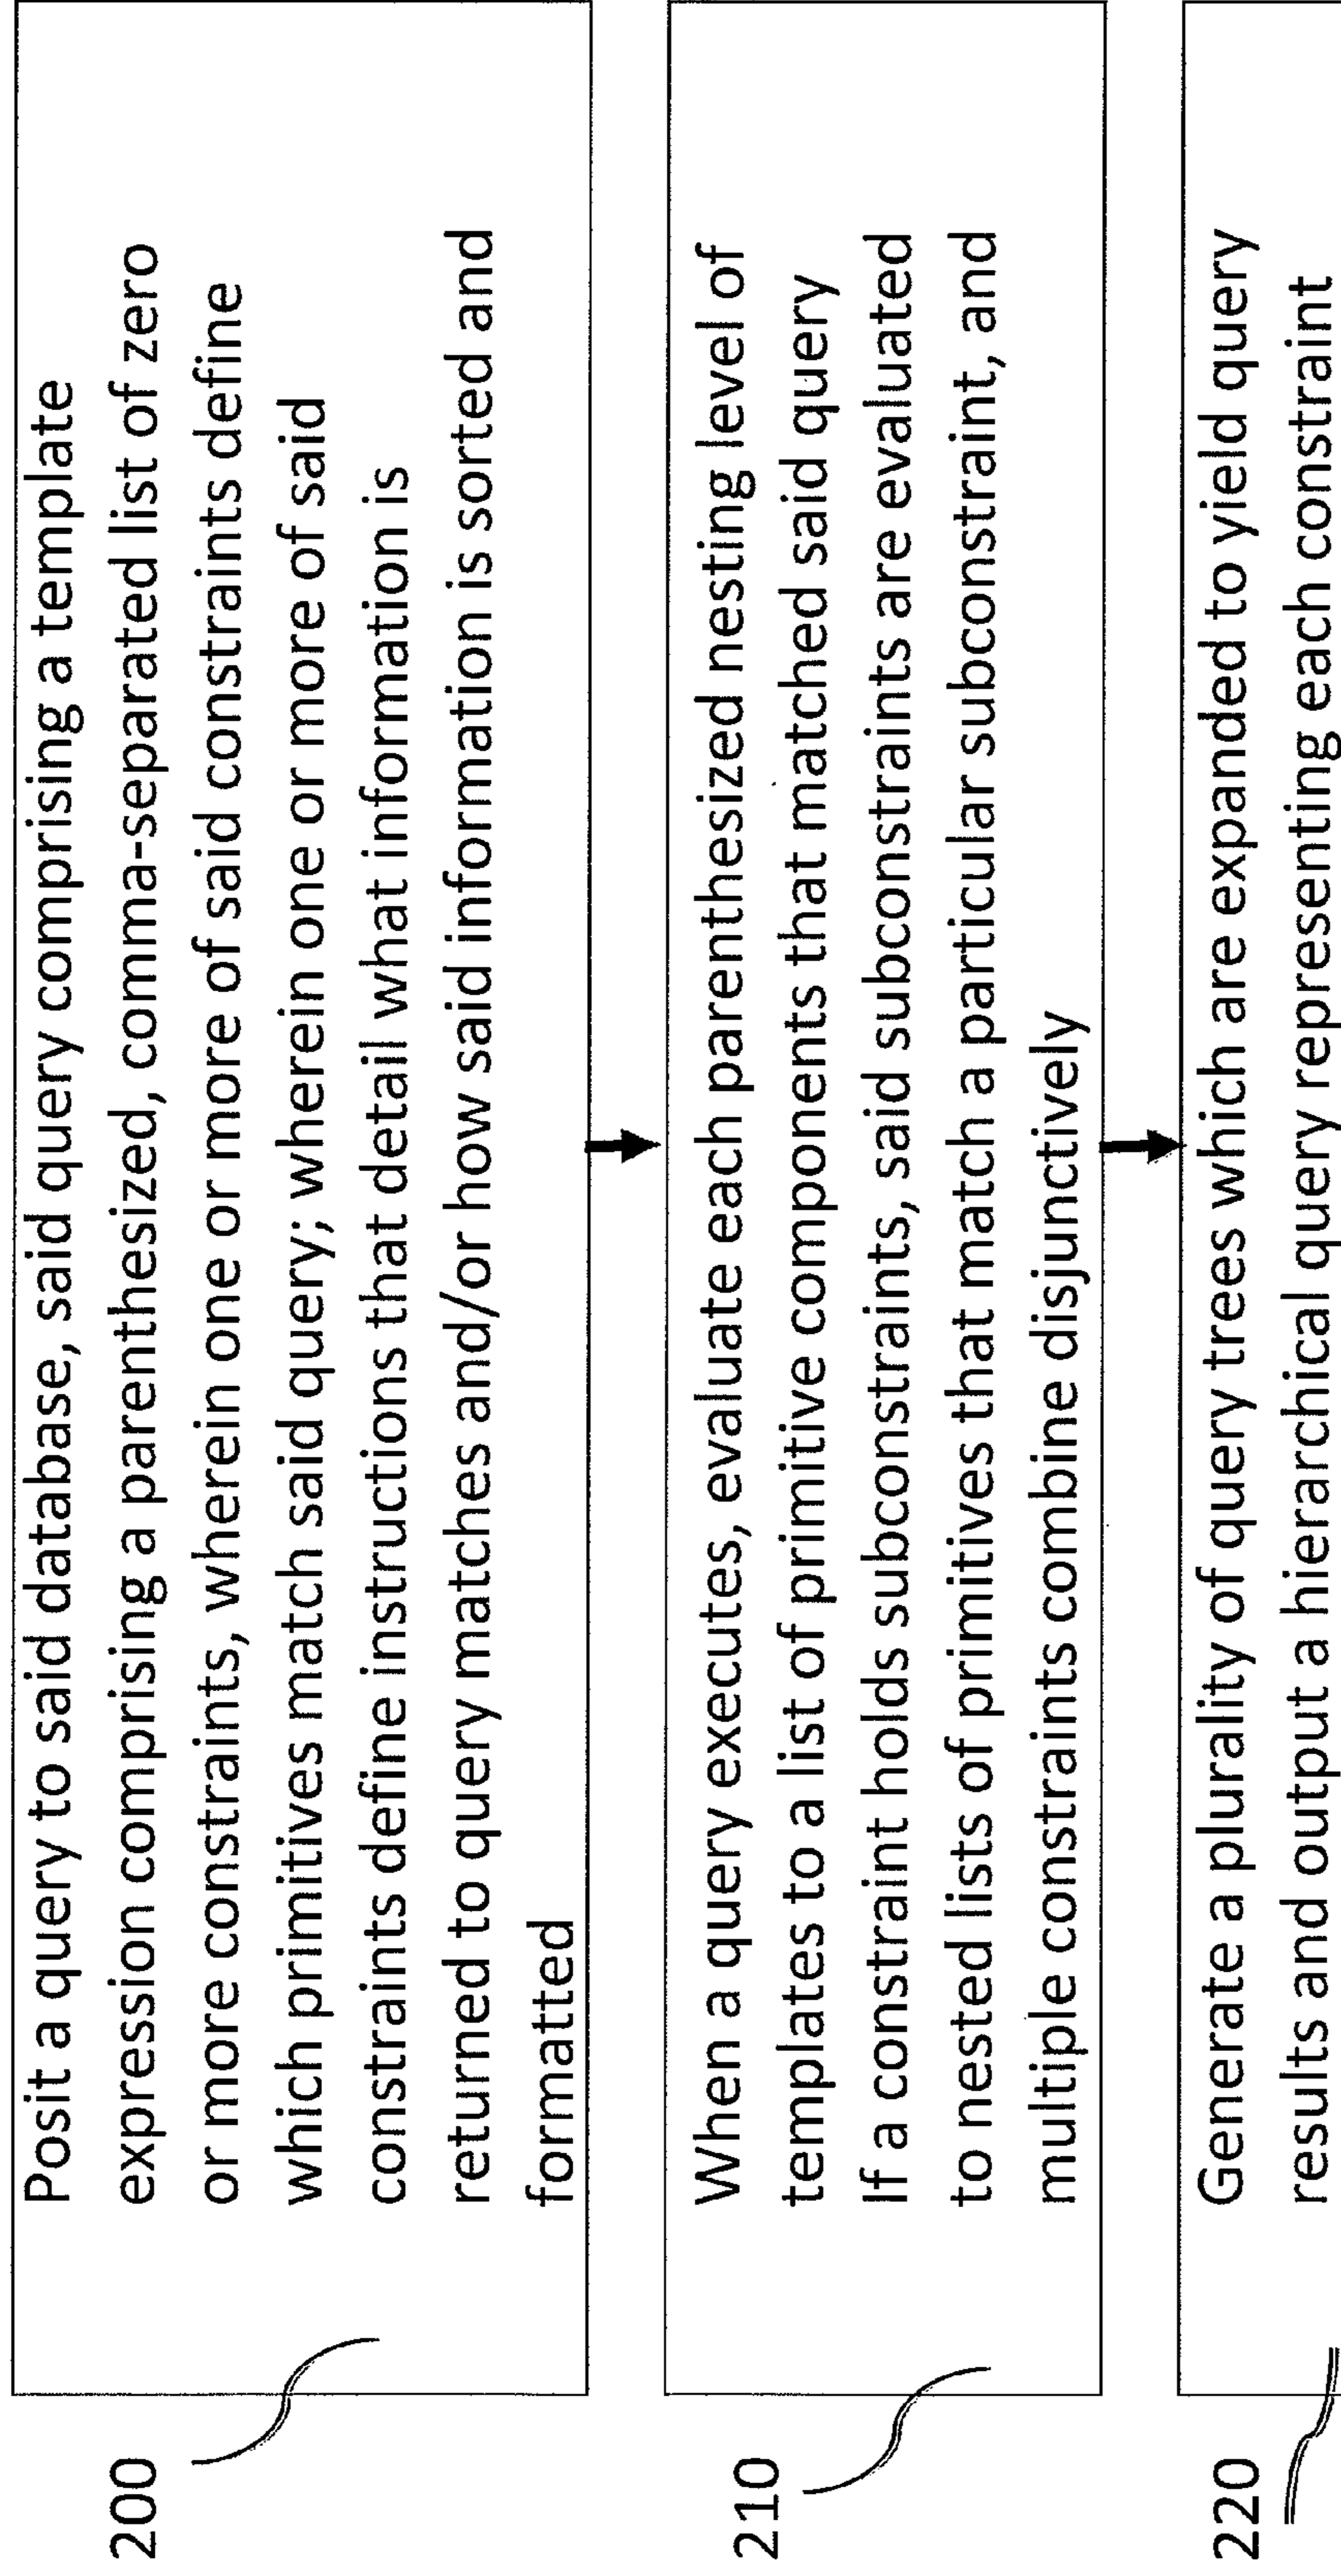 200
Posit a query to said database, said query comprising a template
expression comprising a parenthesized, comma-separated list of zero
or more constraints, wherein one or more of said constraints define
which primitives match said query; wherein one or more of said
constraints define instructions that detail what information is
returned to query matches and/or how said information is sorted and
formatted
210
When a query executes, evaluate each parenthesized nesting level of
templates to a list of primitive components that matched said query
If a constraint holds subconstraints, said subconstraints are evaluated
to nested lists of primitives that match a particular subconstraint, and
multiple constraints combine disjunctively
220
Generate a plurality of query trees which are expanded to yield query
results and output a hierarchical query representing each constraint